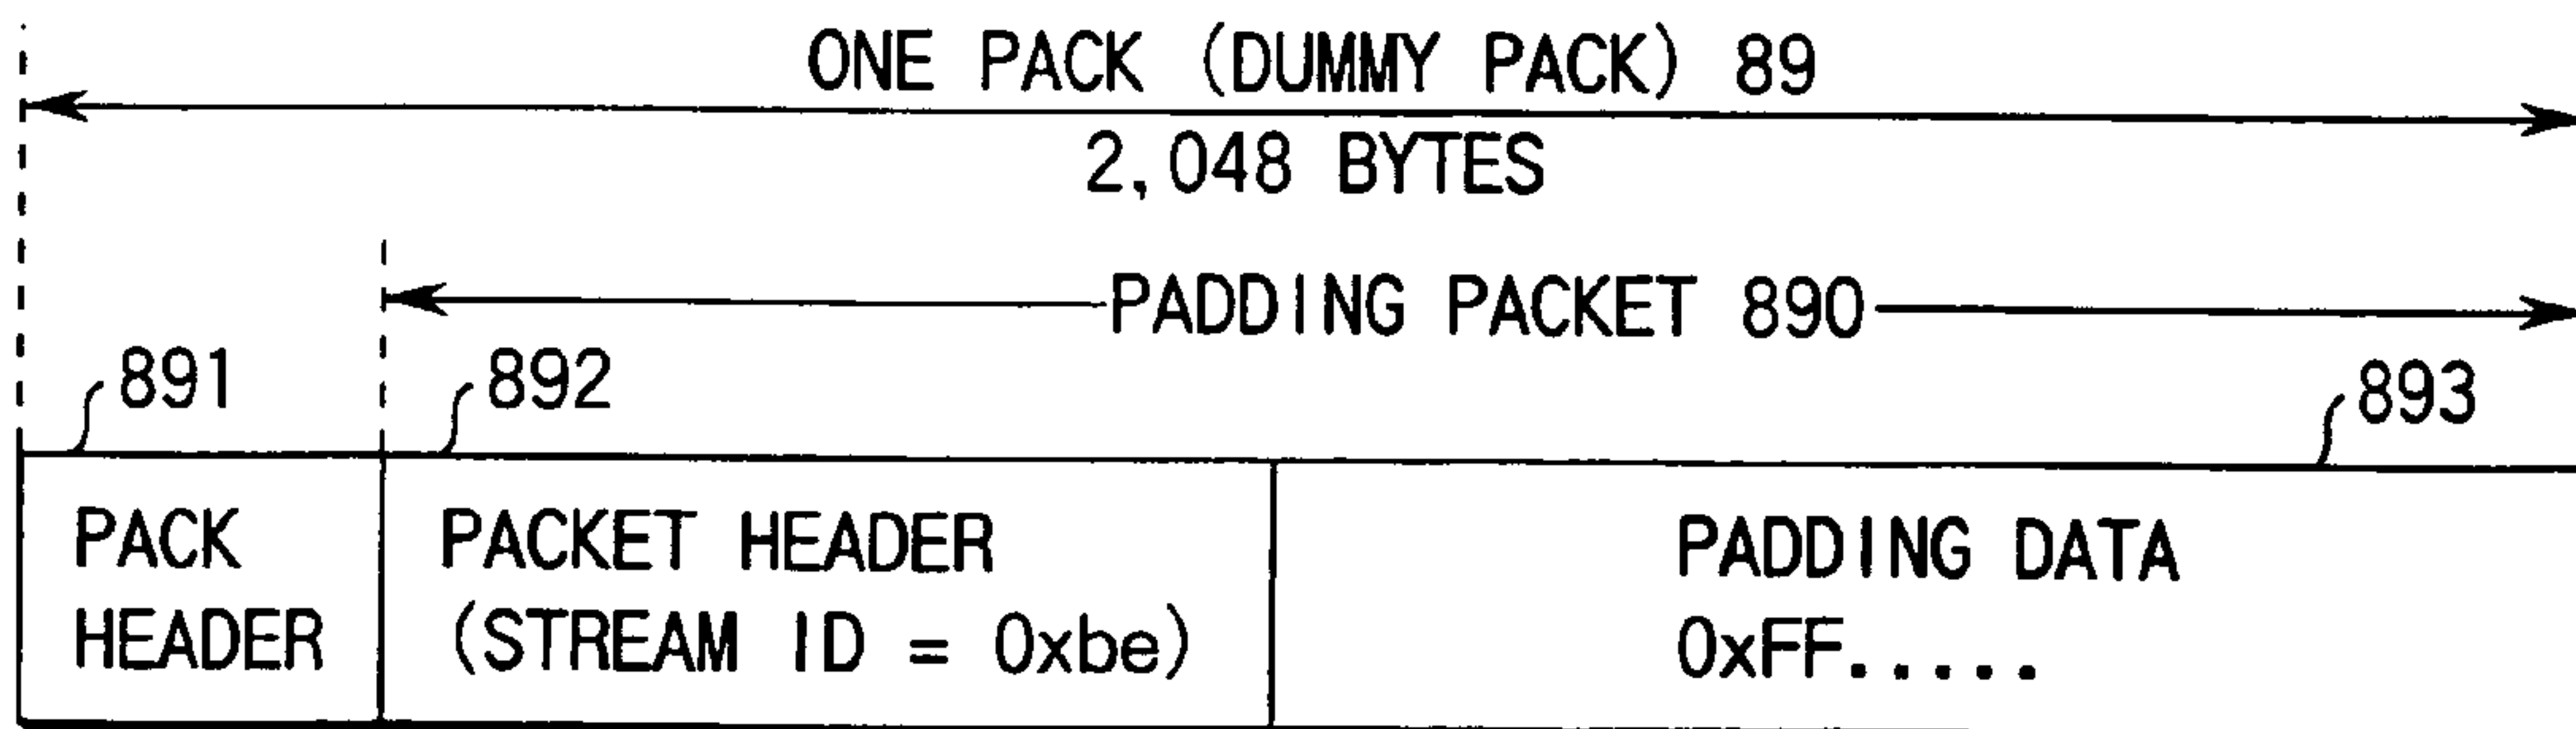 ONE PACK (DUMMY PACK) 89
2,048 BYTES
PADDING PACKET 890
891
892
893
PACK
HEADER
PACKET HEADER
(STREAM ID = 0xbe)
PADDING DATA
0xFF.....